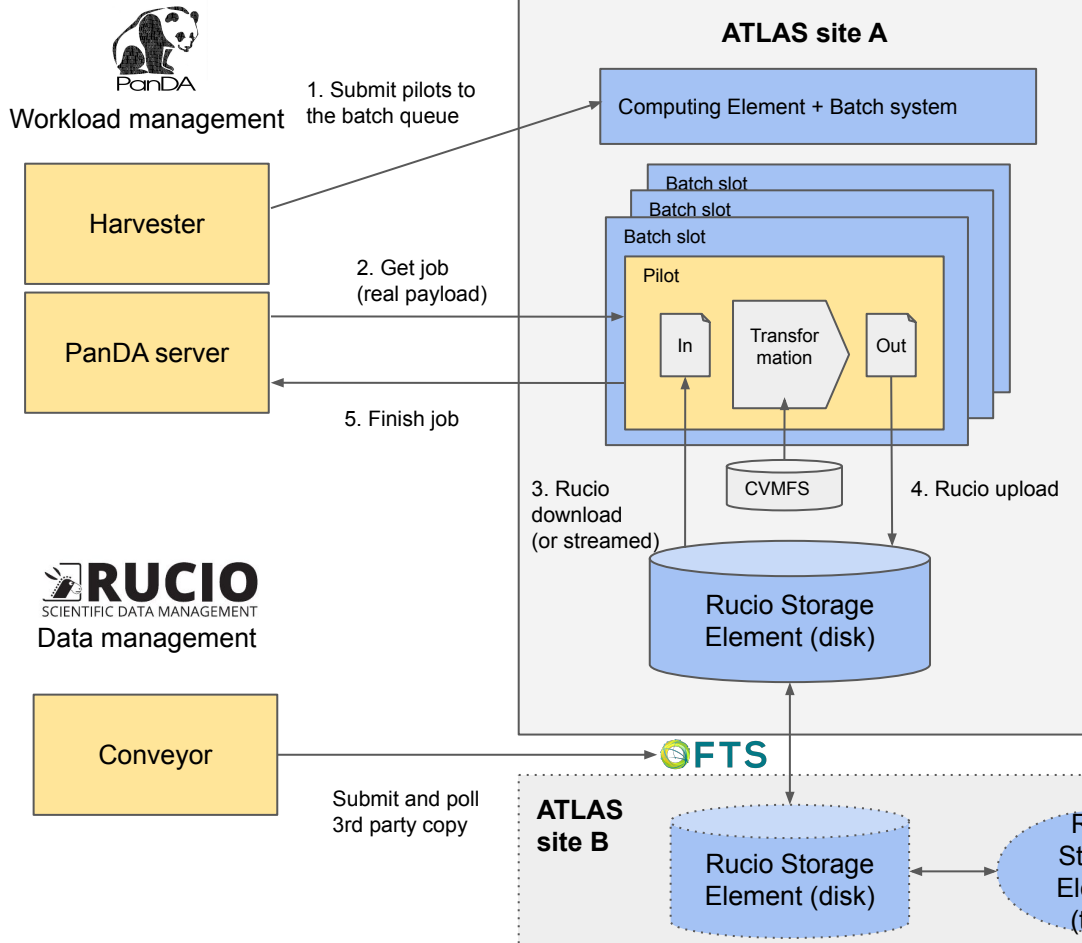 PanDA
Workload management
1. Submit pilots to
the batch queue
ATLAS site A
Computing Element + Batch system
Harvester
Batch slot
Batch slot
Batch slot
Pilot
2. Get job
(real payload)
PanDA server
In
Transfor
mation
Out
5. Finish job
3. Rucio
download
(or streamed)
CVMFS
4. Rucio upload
RUCIO
SCIENTIFIC DATA MANAGEMENT
Data management
Rucio Storage
Element (disk)
Conveyor
FTS
Submit and poll
3rd party copy
ATLAS
site B
Rucio Storage
Element (disk)